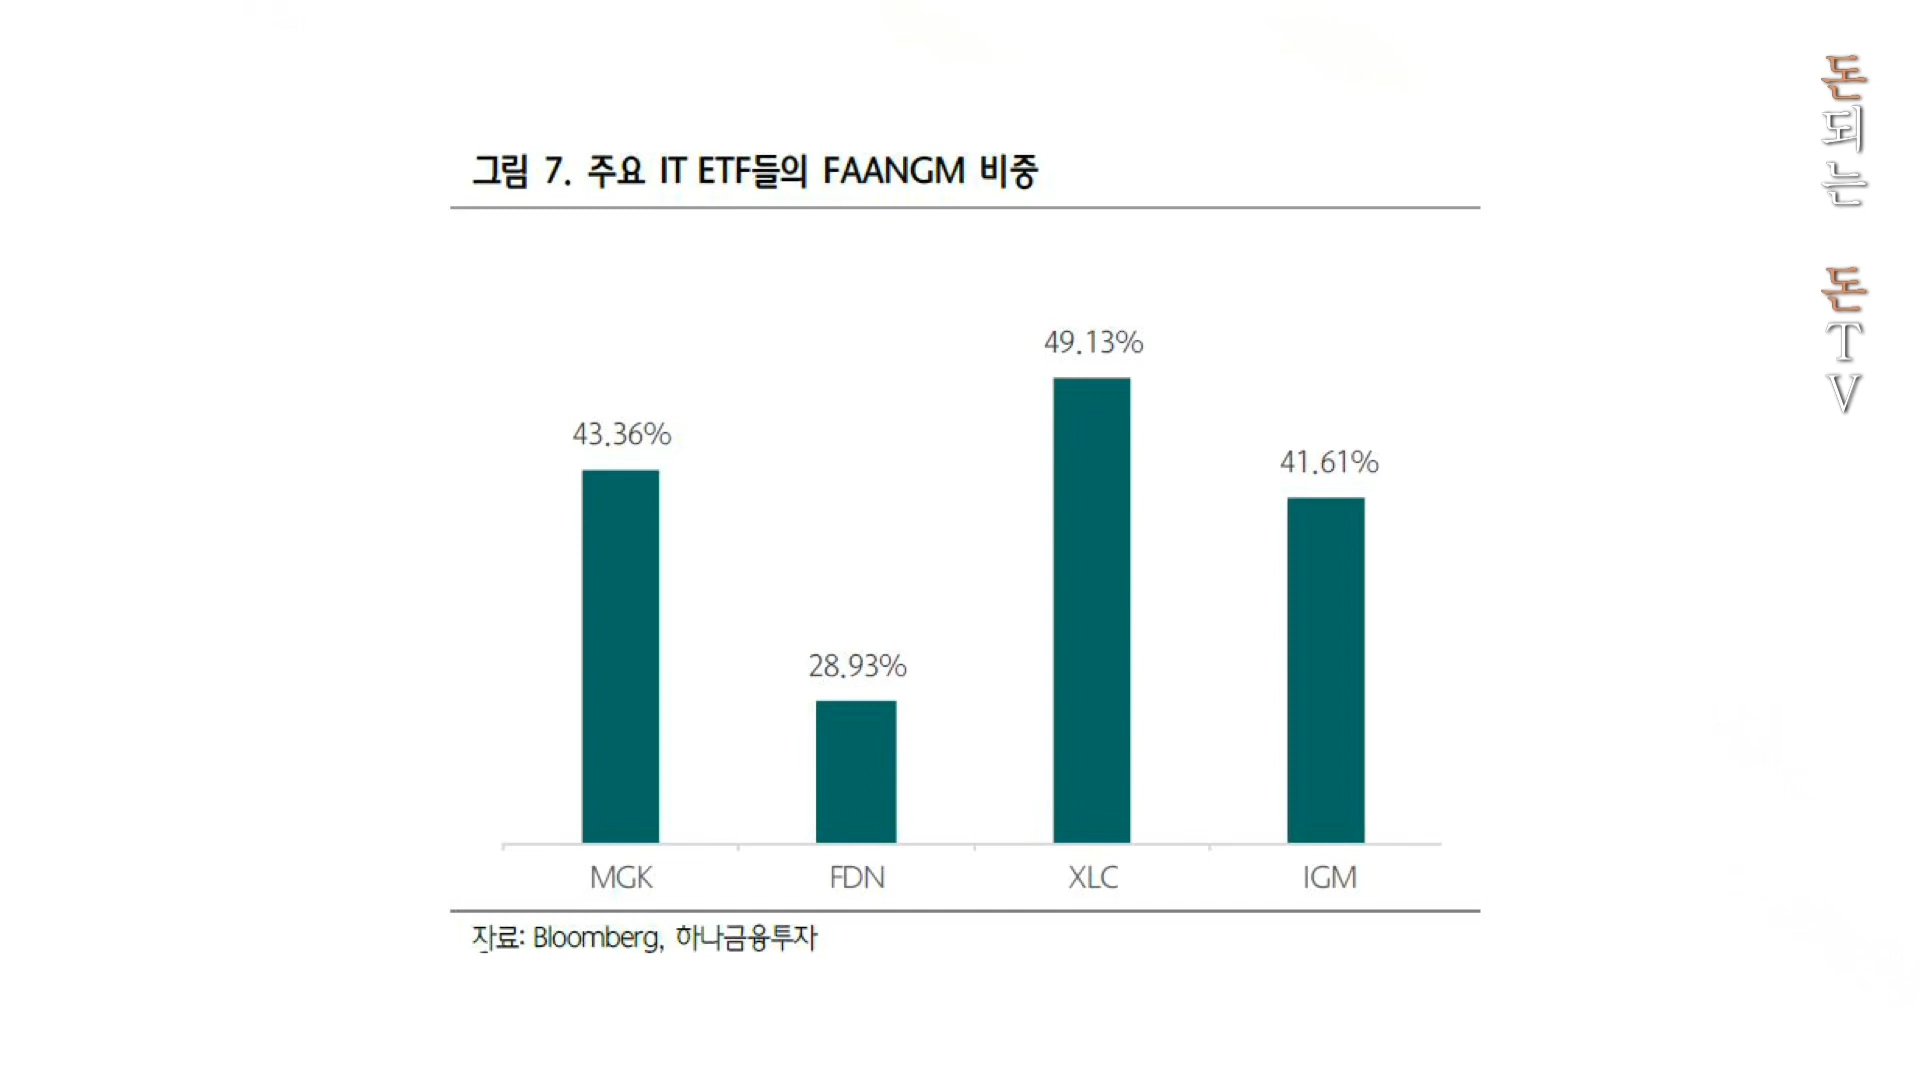 그림 7. 주요 IT ETF들의 FAANGM 비중
49.13%
43.36%
41.61%
28.93%
MGK FDN XLC IGM
자료: Bloomberg, 하나금융투자
돈되는 돈TV